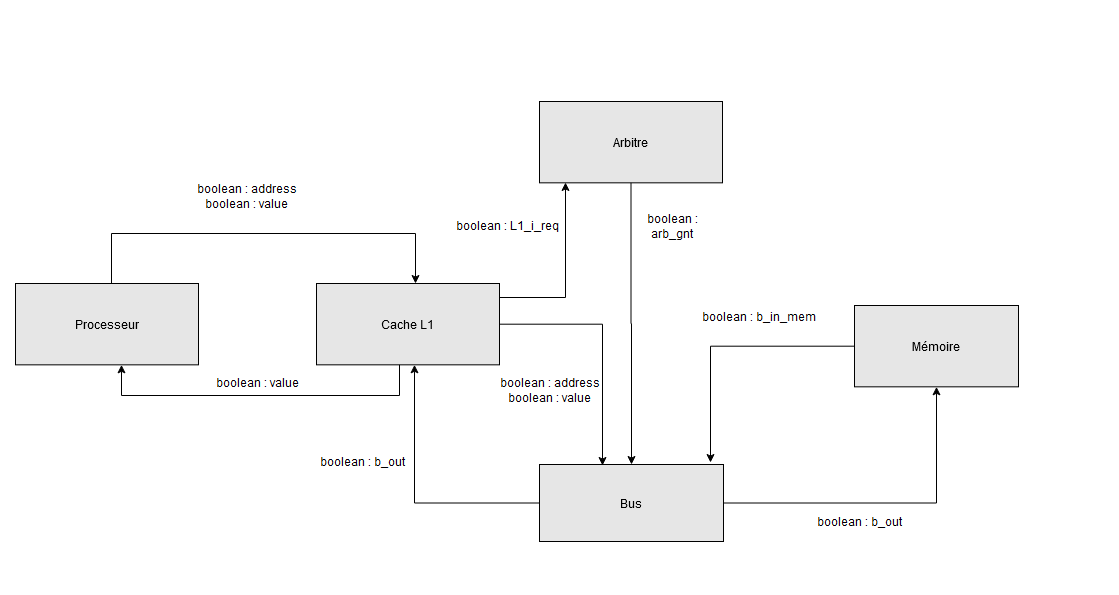 Arbitre
boolean : address
boolean : value
boolean : L1_i_req
boolean :
arb_gnt
Processeur
Cache L1
boolean : b_in_mem
Mémoire
boolean : value
boolean : address
boolean : value
boolean : b_out
Bus
boolean : b_out